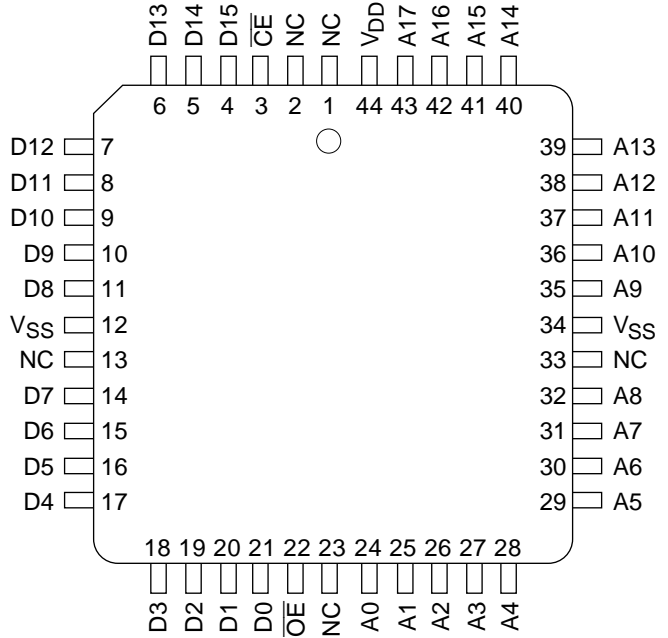 D13 D14 D15 C̅E̅ NC NC VDD A17 A16 A15 A14
6 5 4 3 2 1 44 43 42 41 40
D12 7 39 A13
D11 8 38 A12
D10 9 37 A11
D9 10 36 A10
D8 11 35 A9
VSS 12 34 VSS
NC 13 33 NC
D7 14 32 A8
D6 15 31 A7
D5 16 30 A6
D4 17 29 A5
18 19 20 21 22 23 24 25 26 27 28
D3 D2 D1 D0 O̅E̅ NC A0 A1 A2 A3 A4